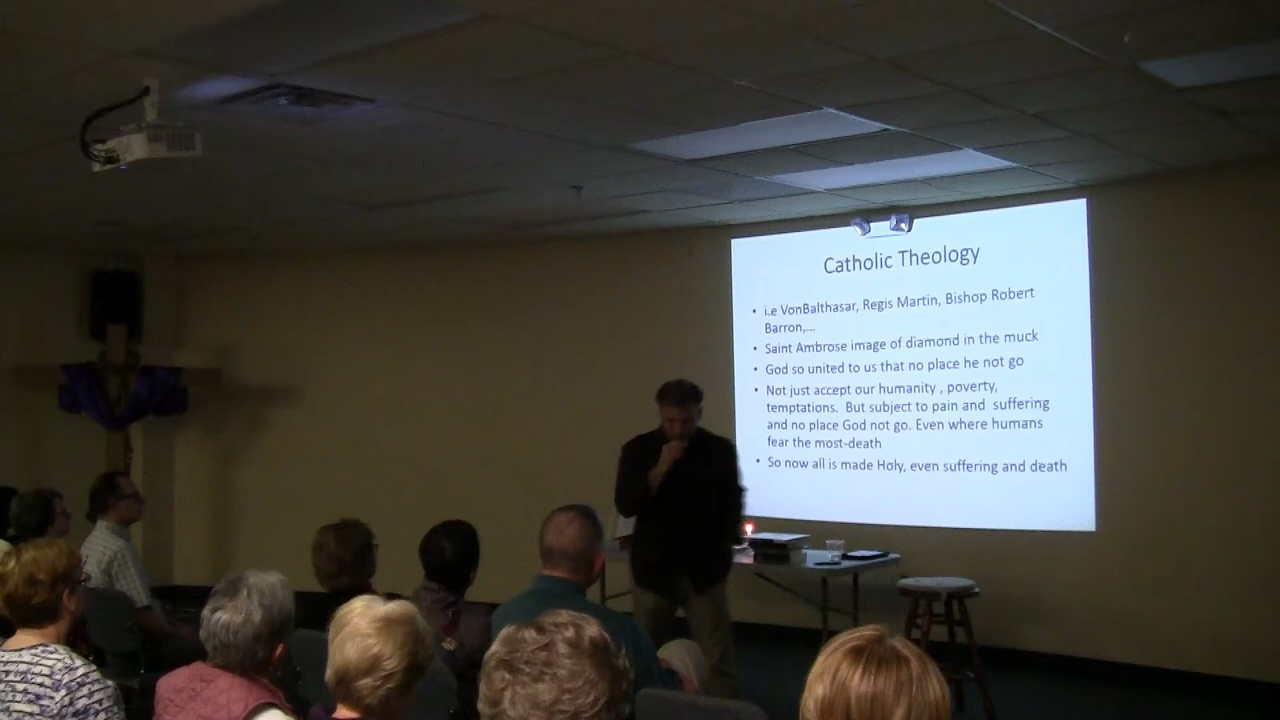 Catholic Theology
• i.e VonBalthasar, Regis Martin, Bishop Robert
Barron,...
• Saint Ambrose image of diamond in the muck
• God so united to us that no place he not go
• Not just accept our humanity , poverty,
temptations. But subject to pain and suffering
and no place God not go. Even where humans
fear the most-death
• So now all is made Holy, even suffering and death